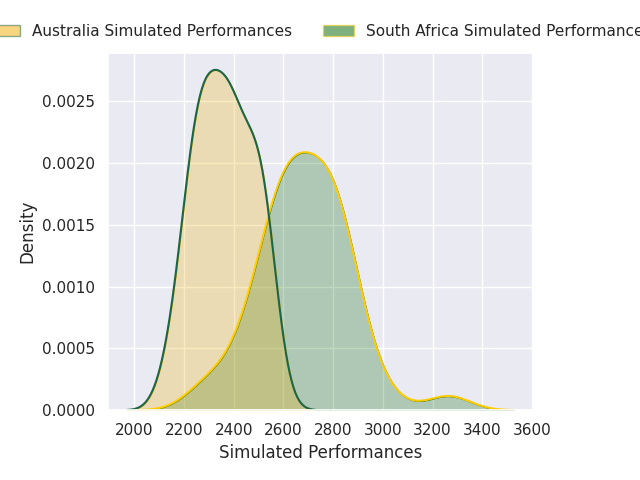 Australia Simulated Performances South Africa Simulated Performance
0.0025
0.0020
0.0015
0.0010
0.0005
0.0000
Density
2000 2200 2400 2600 2800 3000 3200 3400 3600
Simulated Performances